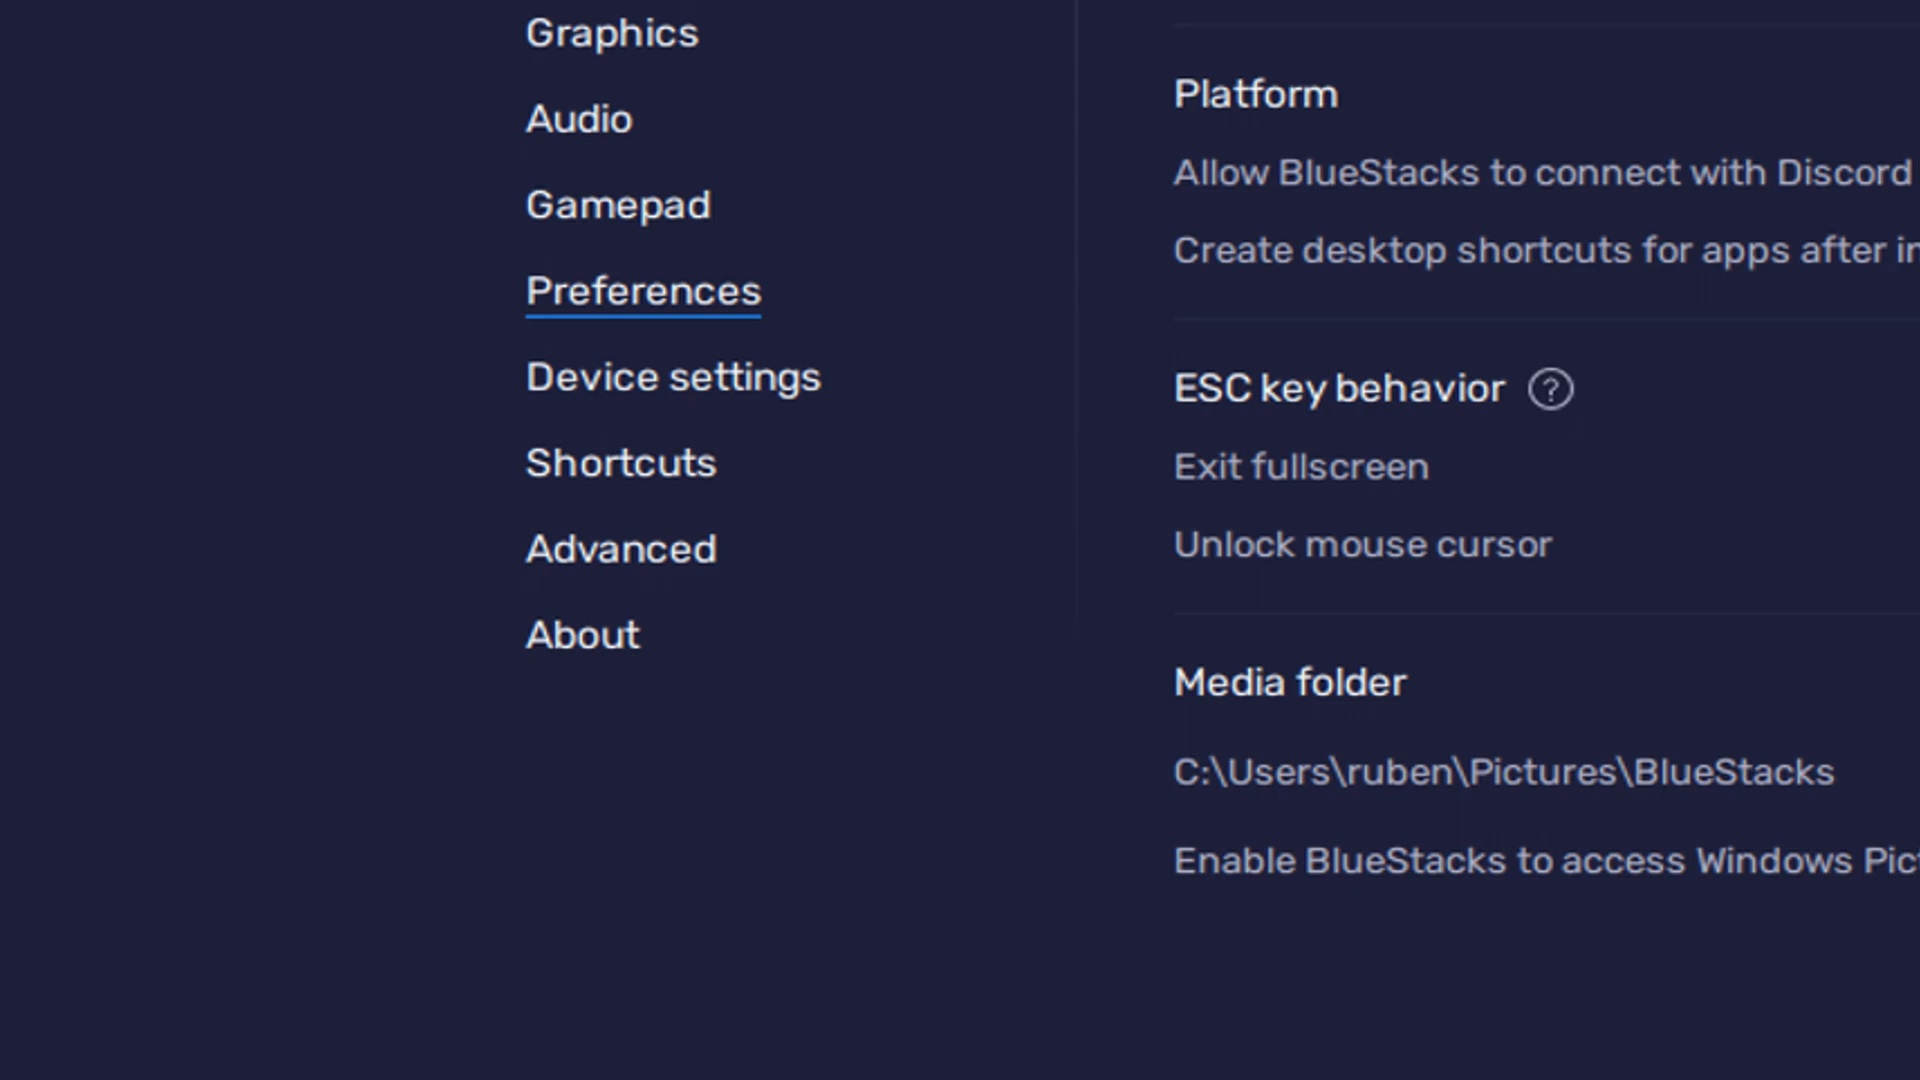 Graphics
Audio
Gamepad
Preferences
Device settings
Shortcuts
Advanced
About
Platform
Allow BlueStacks to connect with Discord
Create desktop shortcuts for apps after
ESC key behavior ?
Exit fullscreen
Unlock mouse cursor
Media folder
C:\Users\ruben\Pictures\BlueStacks
Enable BlueStacks to access Windows